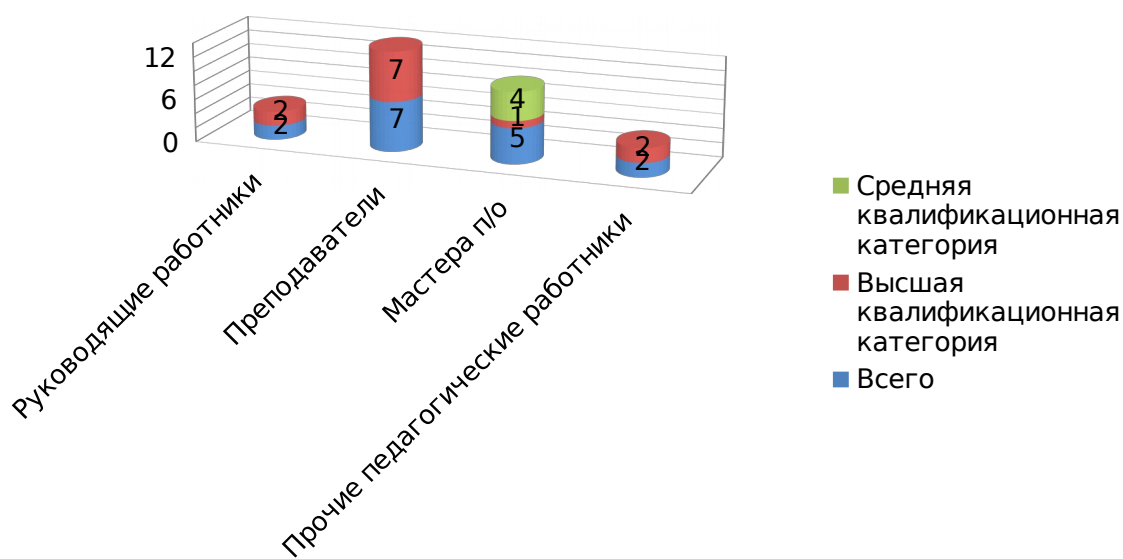 12
6
0
2
2
7
7
4
1
5
2
2
Руководящие работники
Преподаватели
Мастера п/о
Прочие педагогические работники
Средняя
квалификационная
категория
Высшая
квалификационная
категория
Всего